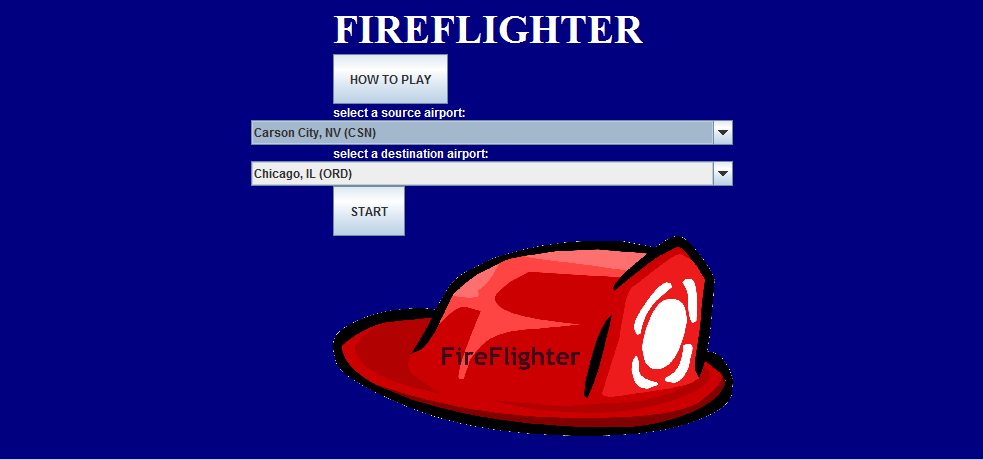 FIREFLIGHTER
HOW TO PLAY
select a source airport:
Carson City, NV (CSN)
select a destination airport:
Chicago, IL (ORD)
START
FireFlighter